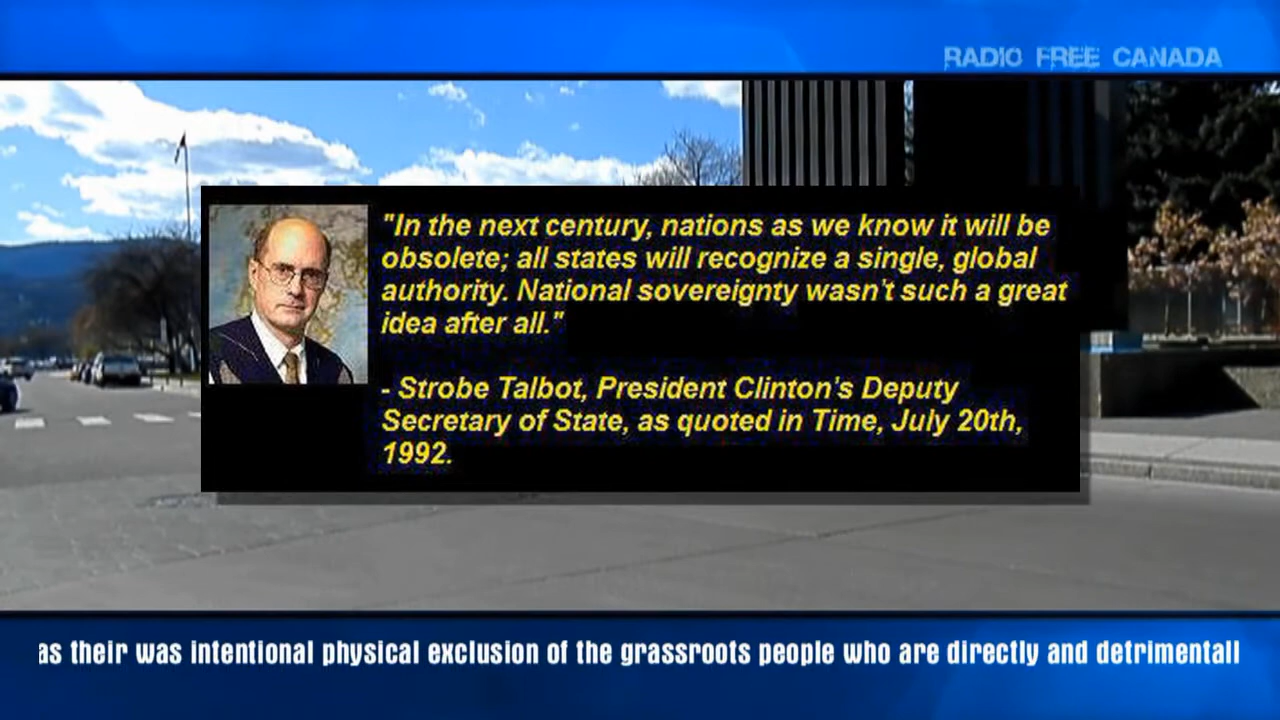 RADIO FREE CANADA
"In the next century, nations as we know it will be
obsolete; all states will recognize a single, global
authority. National sovereignty wasn't such a great
idea after all."
- Strobe Talbot, President Clinton's Deputy
Secretary of State, as quoted in Time, July 20th,
1992.
as their was intentional physical exclusion of the grassroots people who are directly and detrimentall